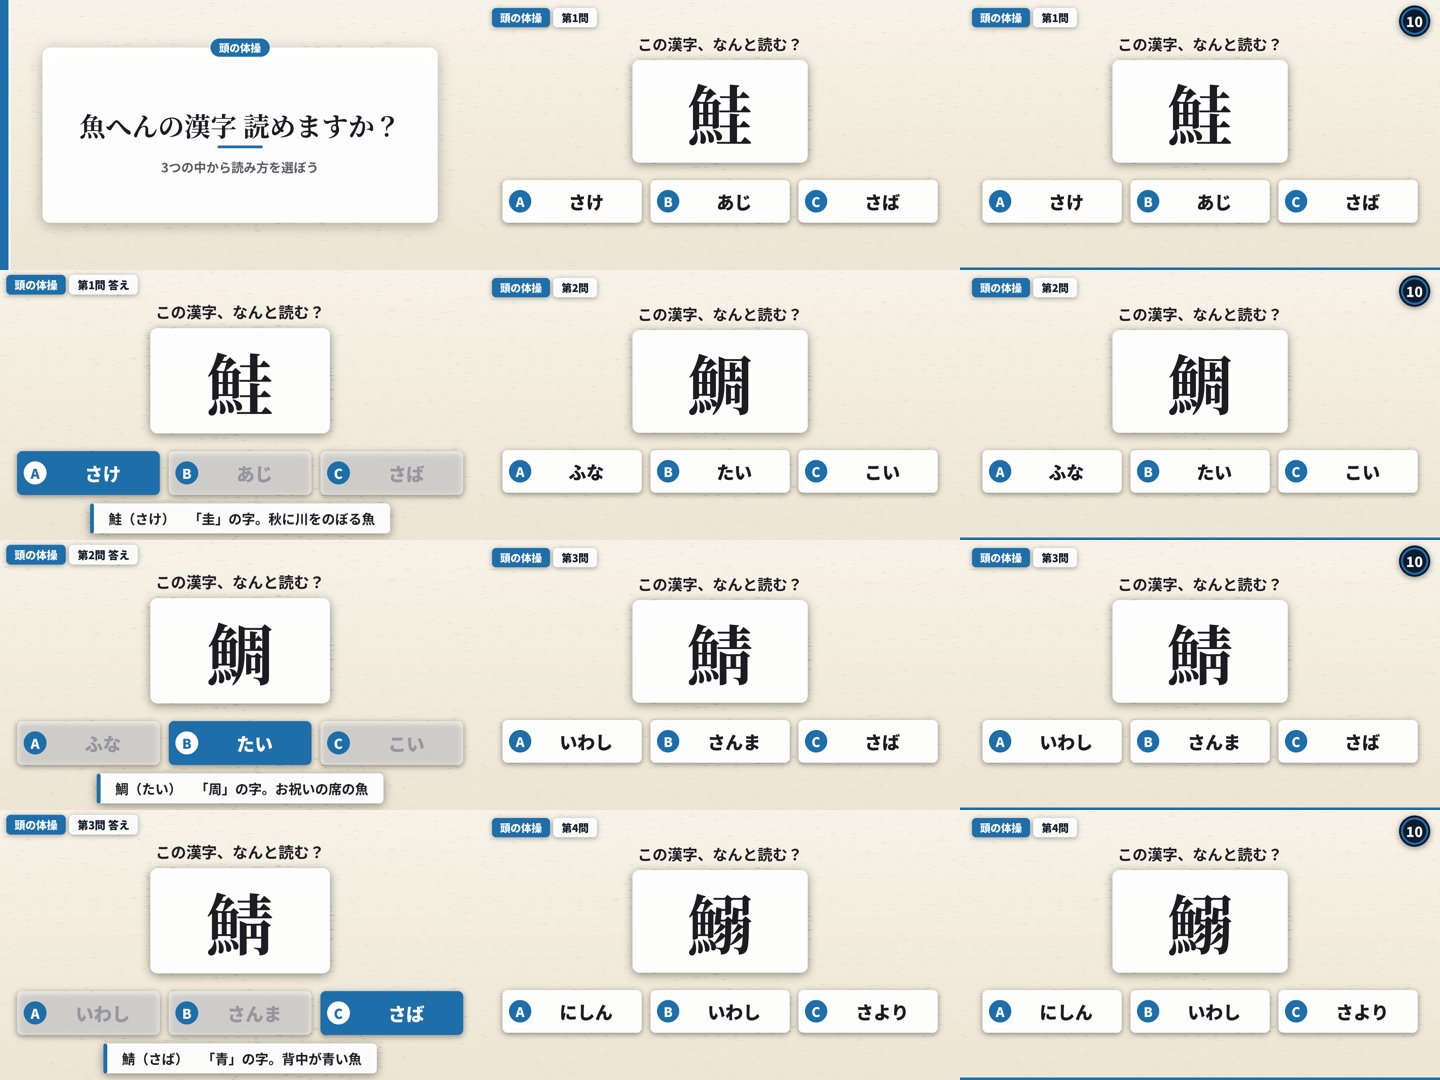 頭の体操
魚へんの漢字 読めますか？
3つの中から読み方を選ぼう
頭の体操 第1問
この漢字、なんと読む？
鮭
A さけ B あじ C さば
頭の体操 第1問 10
この漢字、なんと読む？
鮭
A さけ B あじ C さば
頭の体操 第1問 答え
この漢字、なんと読む？
鮭
A さけ B あじ C さば
鮭（さけ） 「圭」の字。秋に川をのぼる魚
頭の体操 第2問
この漢字、なんと読む？
鯛
A ふな B たい C こい
頭の体操 第2問 10
この漢字、なんと読む？
鯛
A ふな B たい C こい
頭の体操 第2問 答え
この漢字、なんと読む？
鯛
A ふな B たい C こい
鯛（たい） 「周」の字。お祝いの席の魚
頭の体操 第3問
この漢字、なんと読む？
鯖
A いわし B さんま C さば
頭の体操 第3問 10
この漢字、なんと読む？
鯖
A いわし B さんま C さば
頭の体操 第3問 答え
この漢字、なんと読む？
鯖
A いわし B さんま C さば
鯖（さば） 「青」の字。背中が青い魚
頭の体操 第4問
この漢字、なんと読む？
鰯
A にしん B いわし C さより
頭の体操 第4問 10
この漢字、なんと読む？
鰯
A にしん B いわし C さより